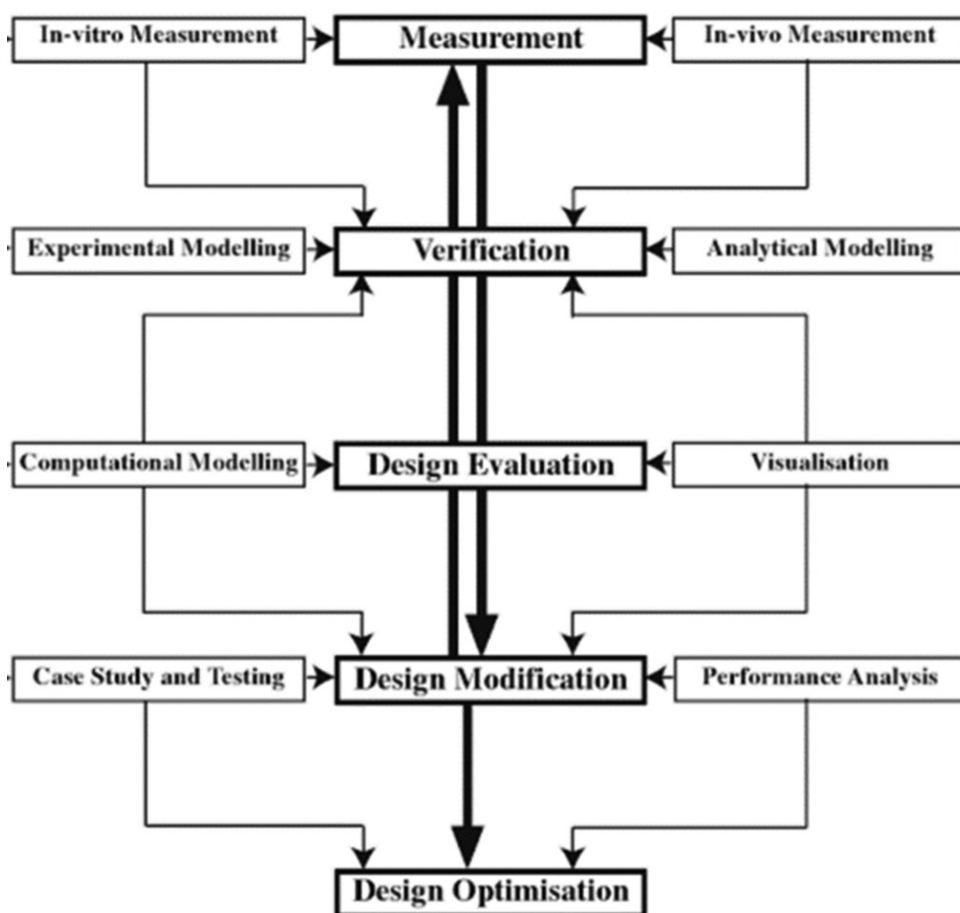 In-vitro Measurement
Measurement
In-vivo Measurement
Experimental Modelling
Verification
Analytical Modelling
Computational Modelling
Design Evaluation
Visualisation
Case Study and Testing
Design Modification
Performance Analysis
Design Optimisation